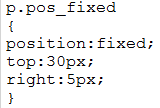 p.pos_fixed
{
position:fixed;
top:30px;
right:5px;
}